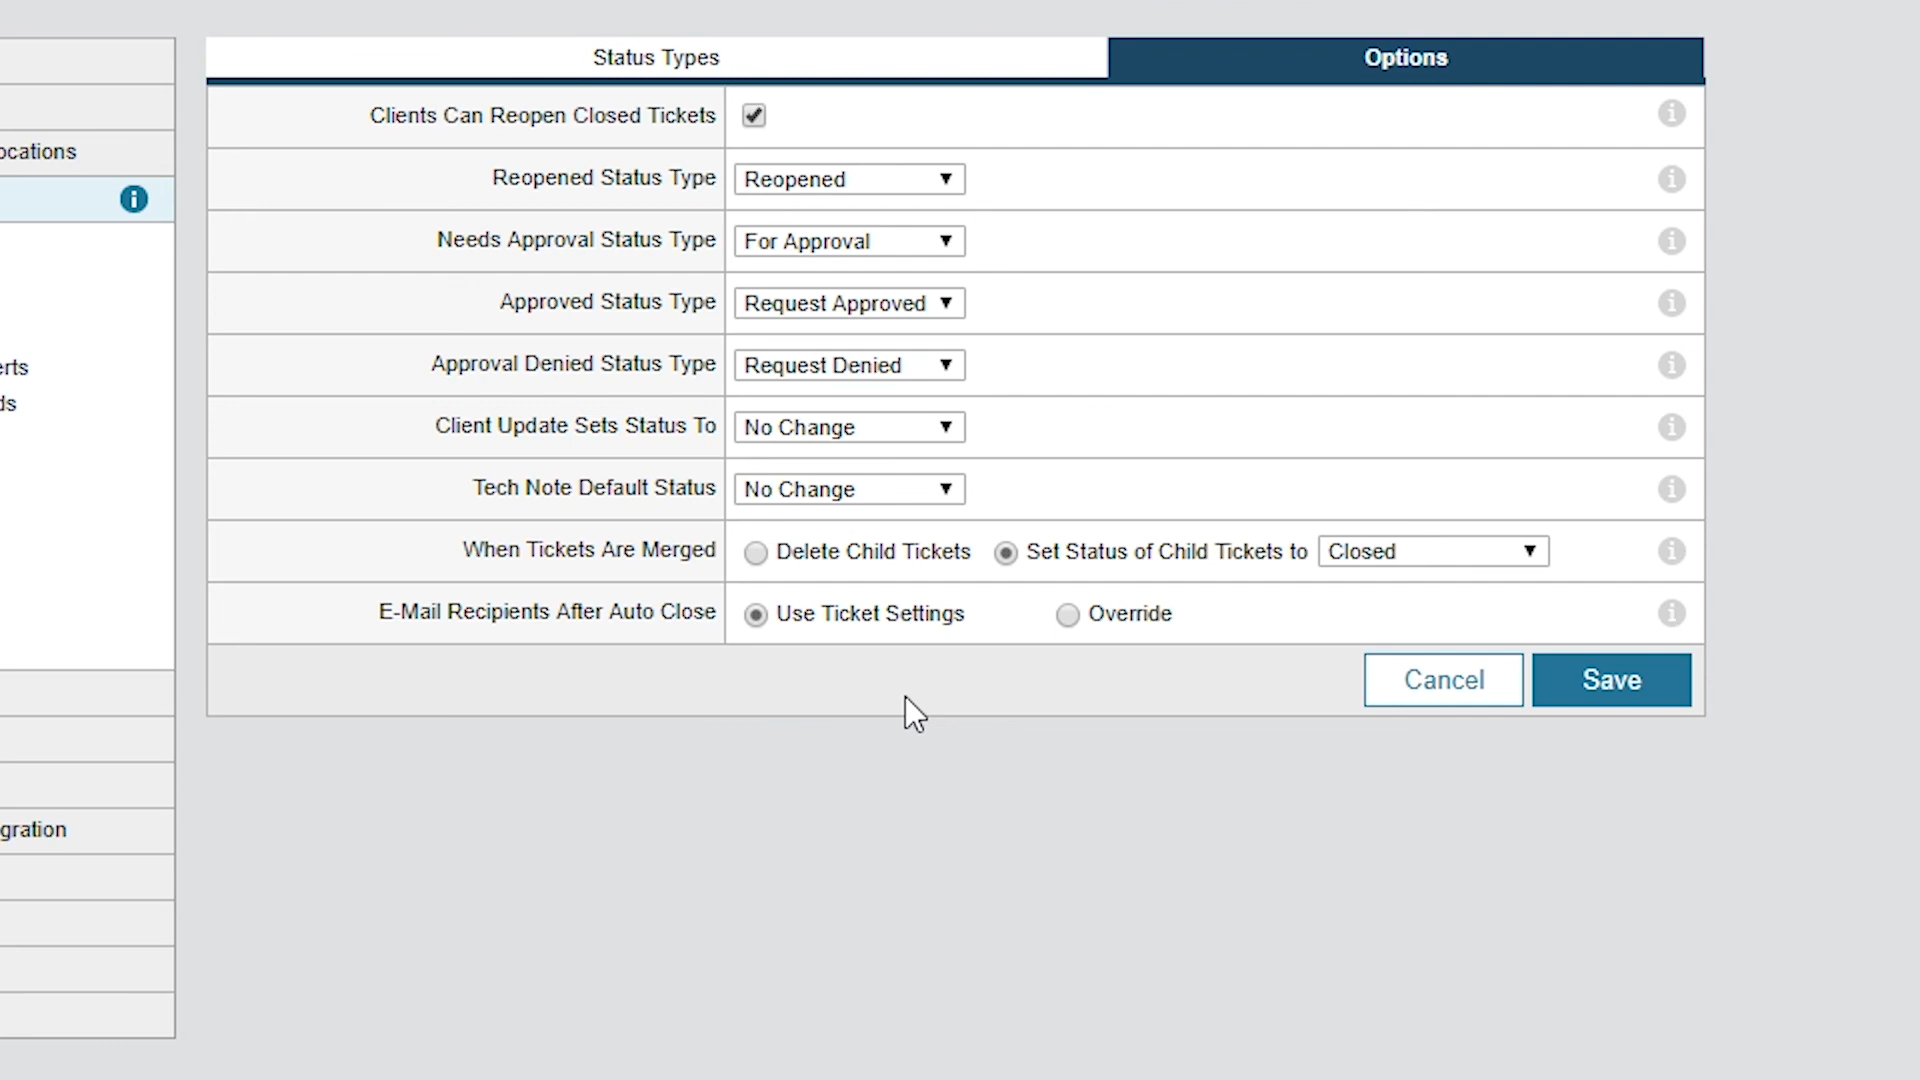 Status Types
Options
Clients Can Reopen Closed Tickets
ocations
Reopened Status Type Reopened
Needs Approval Status Type For Approval
Approved Status Type Request Approved
Approval Denied Status Type Request Denied
erts
ds
Client Update Sets Status To No Change
Tech Note Default Status No Change
When Tickets Are Merged Delete Child Tickets Set Status of Child Tickets to Closed
E-Mail Recipients After Auto Close Use Ticket Settings Override
Cancel Save
gration